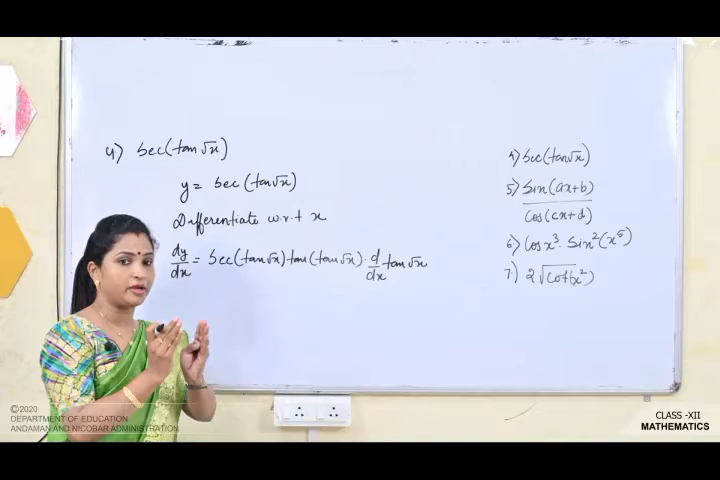 4) sec(tan√x)
y = sec(tan√x)
Differentiate w.r.t x
dy/dx = sec(tan√x) tan(tan√x) · d/dx tan√x
4) sec(tan√x)
5) sin(ax+b)
cos(cx+d)
6) cos x³ · sin²(x⁵)
7) 2√cot(x²)
©2020
DEPARTMENT OF EDUCATION
ANDAMAN AND NICOBAR ADMINISTRATION
CLASS -XII
MATHEMATICS